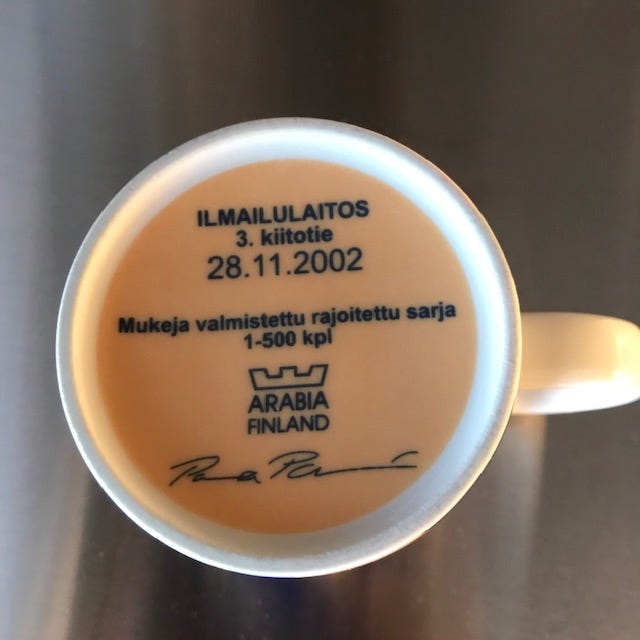 ILMAILULAITOS
3. kiitotie
28.11.2002
Mukeja valmistettu rajoitettu sarja
1-500 kpl
ARABIA
FINLAND